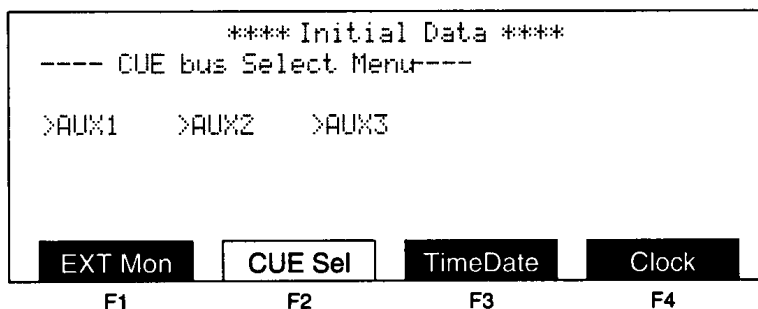 **** Initial Data ****
---- CUE bus Select Menu----
>AUX1 >AUX2 >AUX3
EXT Mon CUE Sel TimeDate Clock
F1 F2 F3 F4